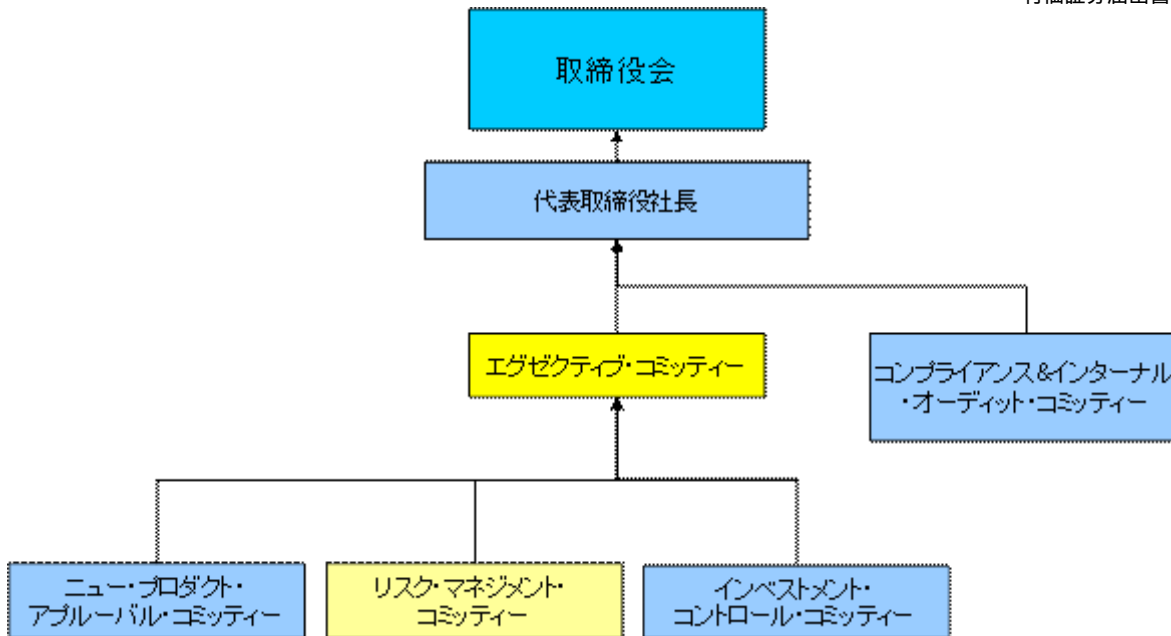 取締役会
代表取締役社長
エグゼクティブ・コミッティー
コンプライアンス&インターナル
・オーディット・コミッティー
ニュー・プロダクト・
アプルーバル・コミッティー
リスク・マネジメント・
コミッティー
インベストメント・
コントロール・コミッティー